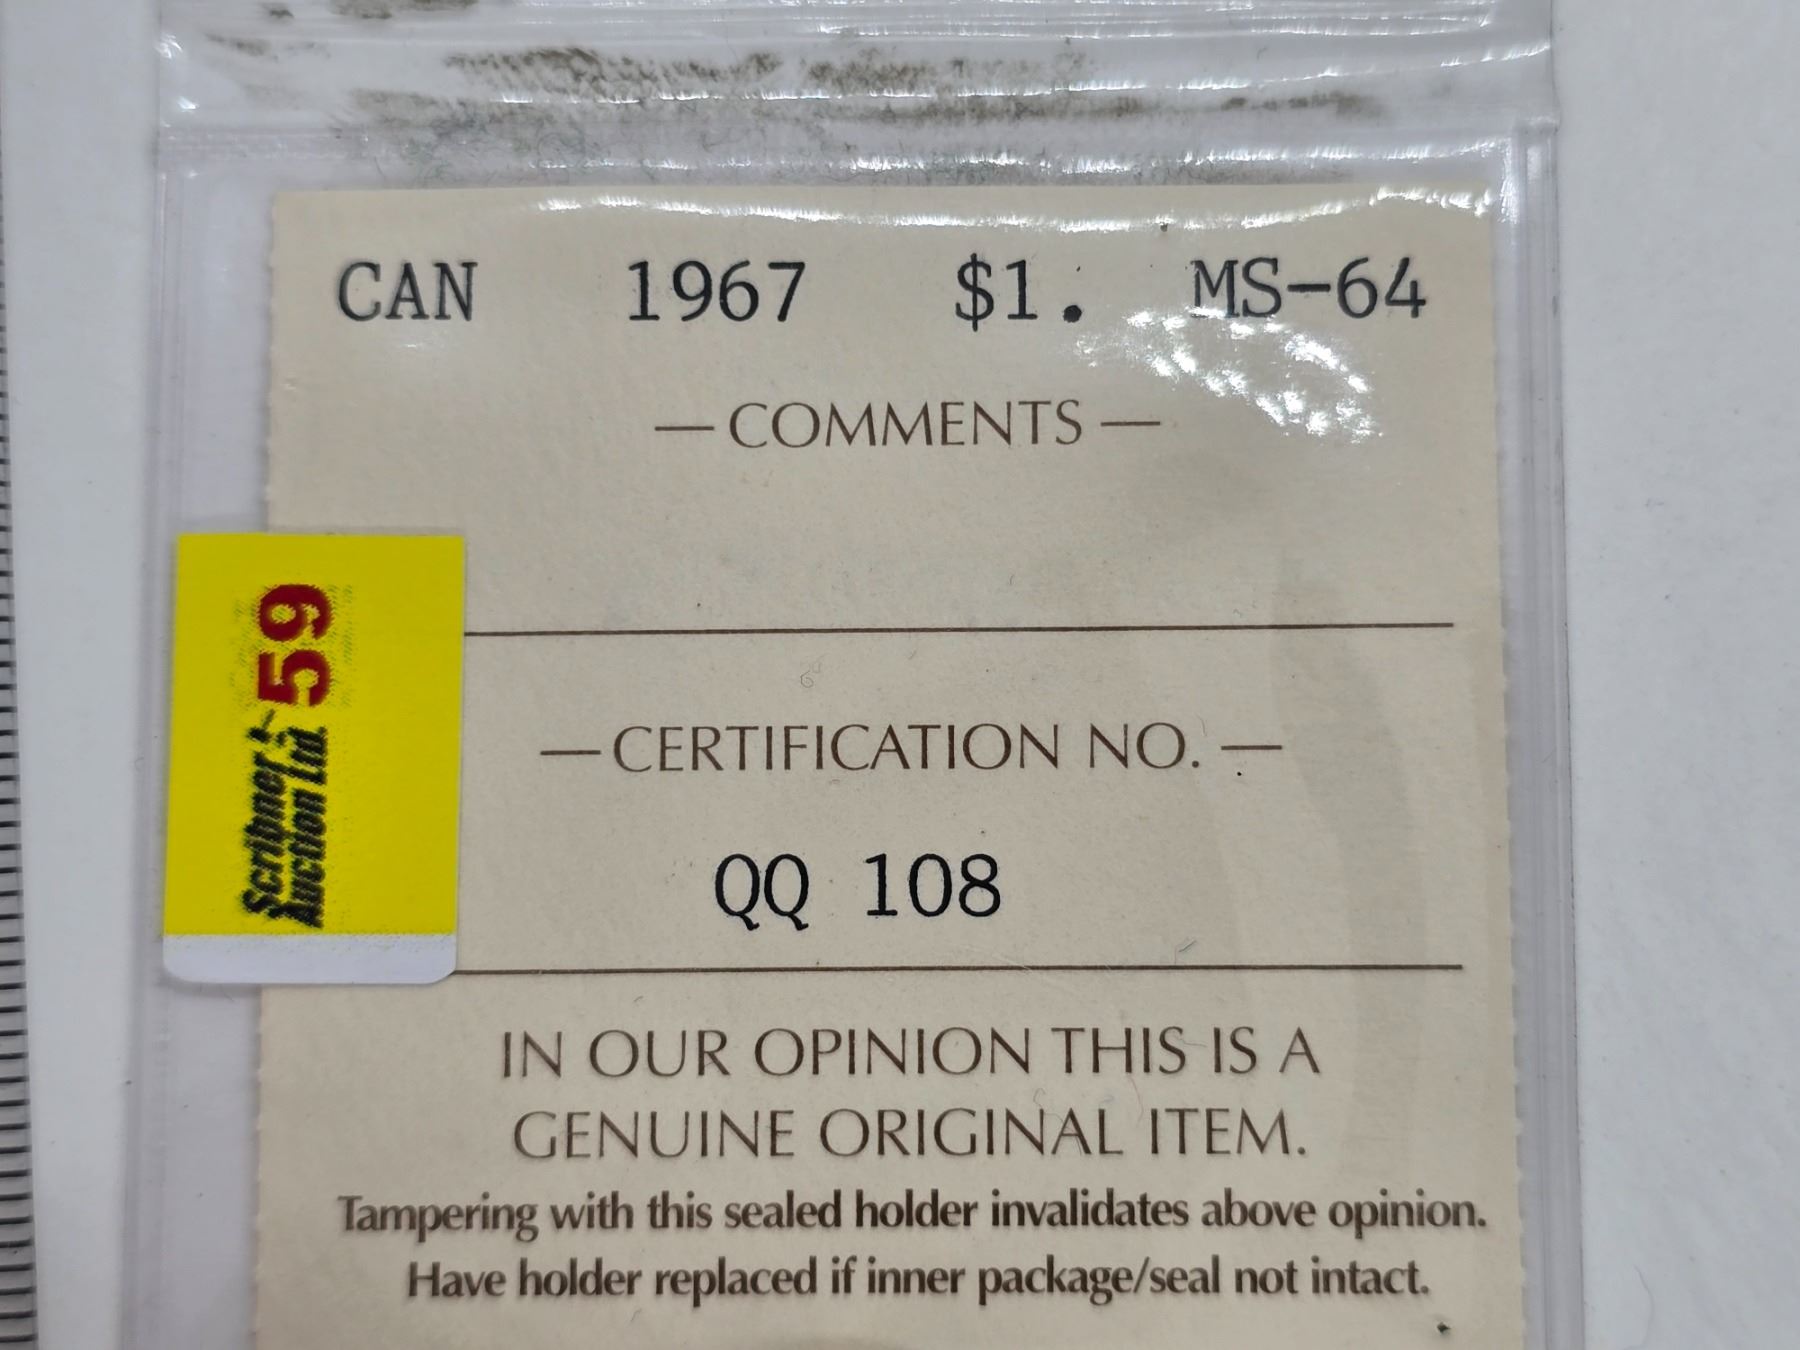 CAN 1967 $1. MS-64
— COMMENTS —
Scribner's
Auction Ltd.
59
— CERTIFICATION NO. —
QQ 108
IN OUR OPINION THIS IS A
GENUINE ORIGINAL ITEM.
Tampering with this sealed holder invalidates above opinion.
Have holder replaced if inner package/seal not intact.